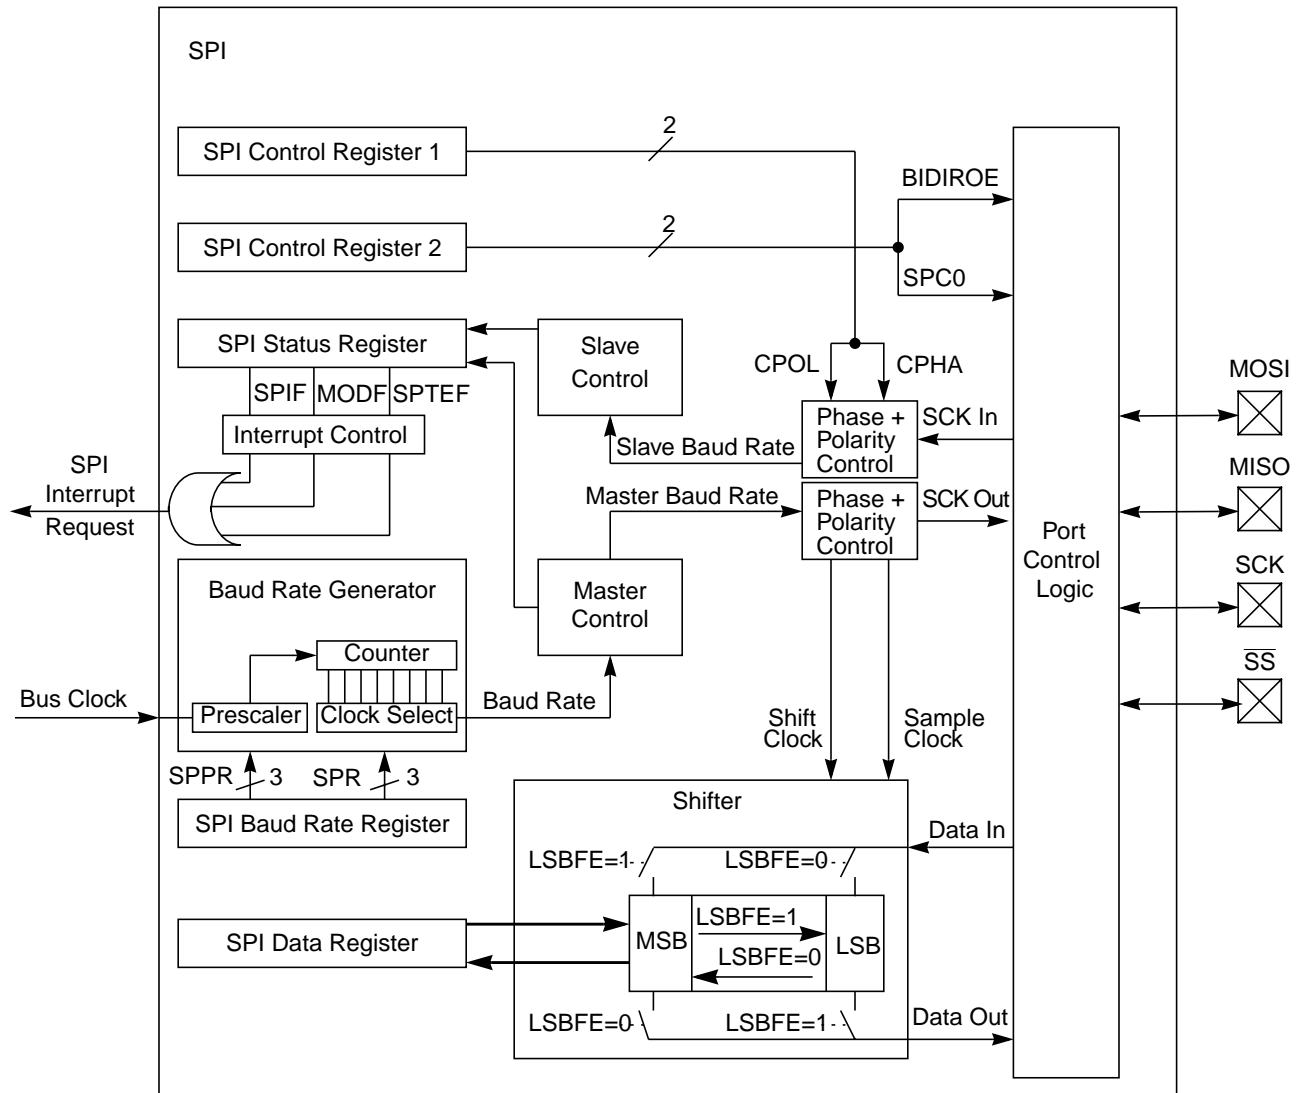 SPI
SPI Control Register 1
2
BIDIROE
SPI Control Register 2
2
SPC0
SPI Status Register
Slave
Control
CPOL
CPHA
SPIF
MODF
SPTEF
Interrupt Control
Phase +
Polarity
Control
SCK In
Slave Baud Rate
MOSI
SPI
Interrupt
Request
Master Baud Rate
Phase +
Polarity
Control
SCK Out
MISO
Port
Control
Logic
SCK
SS
Baud Rate Generator
Master
Control
Counter
Bus Clock
Prescaler
Clock Select
Baud Rate
Shift
Clock
Sample
Clock
SPPR
3
SPR
3
SPI Baud Rate Register
Shifter
Data In
LSBFE=1
LSBFE=0
SPI Data Register
MSB
LSBFE=1
LSBFE=0
LSB
LSBFE=0
LSBFE=1
Data Out